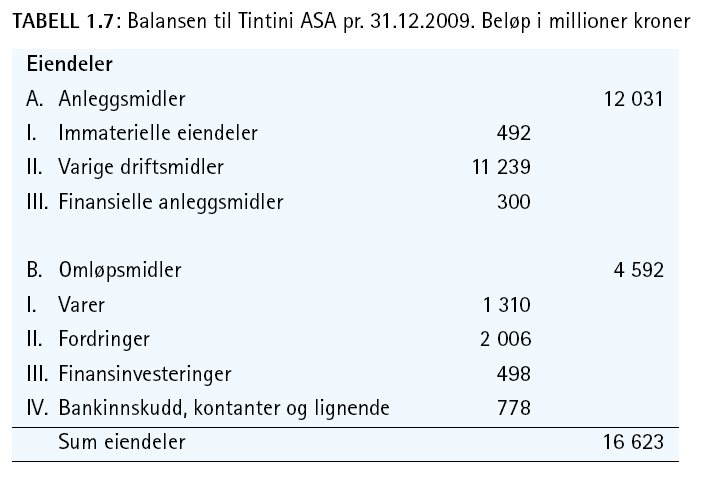 TABELL 1.7: Balansen til Tintini ASA pr. 31.12.2009. Beløp i millioner kroner
Eiendeler
A. Anleggsmidler 12 031
I. Immaterielle eiendeler 492
II. Varige driftsmidler 11 239
III. Finansielle anleggsmidler 300
B. Omløpsmidler 4 592
I. Varer 1 310
II. Fordringer 2 006
III. Finansinvesteringer 498
IV. Bankinnskudd, kontanter og lignende 778
Sum eiendeler 16 623